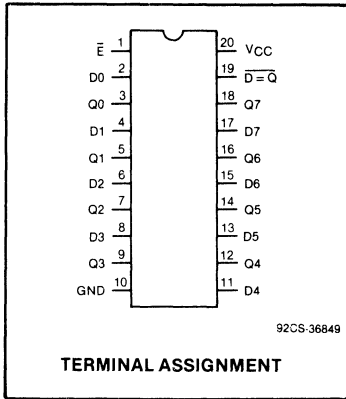 E̅ 1 20 VCC
D0 2 19 D̅ ̅=̅ ̅Q̅
Q0 3 18 Q7
D1 4 17 D7
Q1 5 16 Q6
D2 6 15 D6
Q2 7 14 Q5
D3 8 13 D5
Q3 9 12 Q4
GND 10 11 D4
92CS-36849
TERMINAL ASSIGNMENT